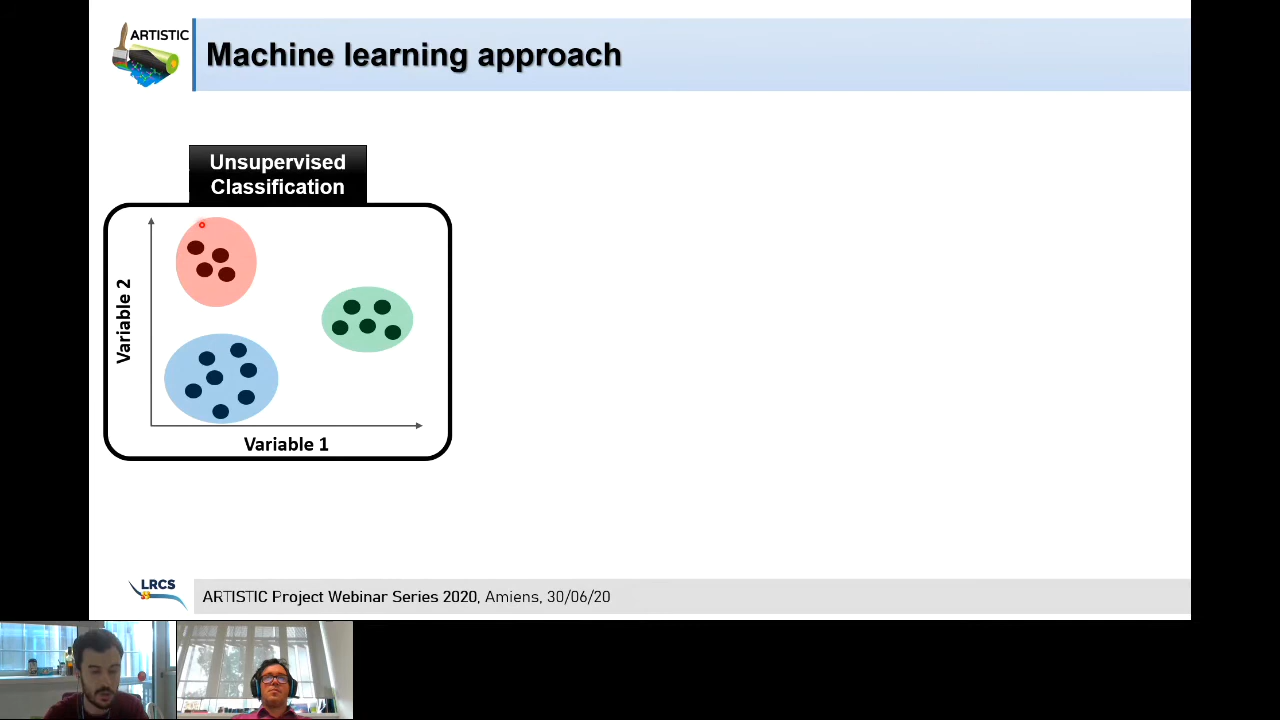 ARTISTIC
Machine learning approach
Unsupervised
Classification
Variable 2
Variable 1
LRCS
ARTISTIC Project Webinar Series 2020, Amiens, 30/06/20